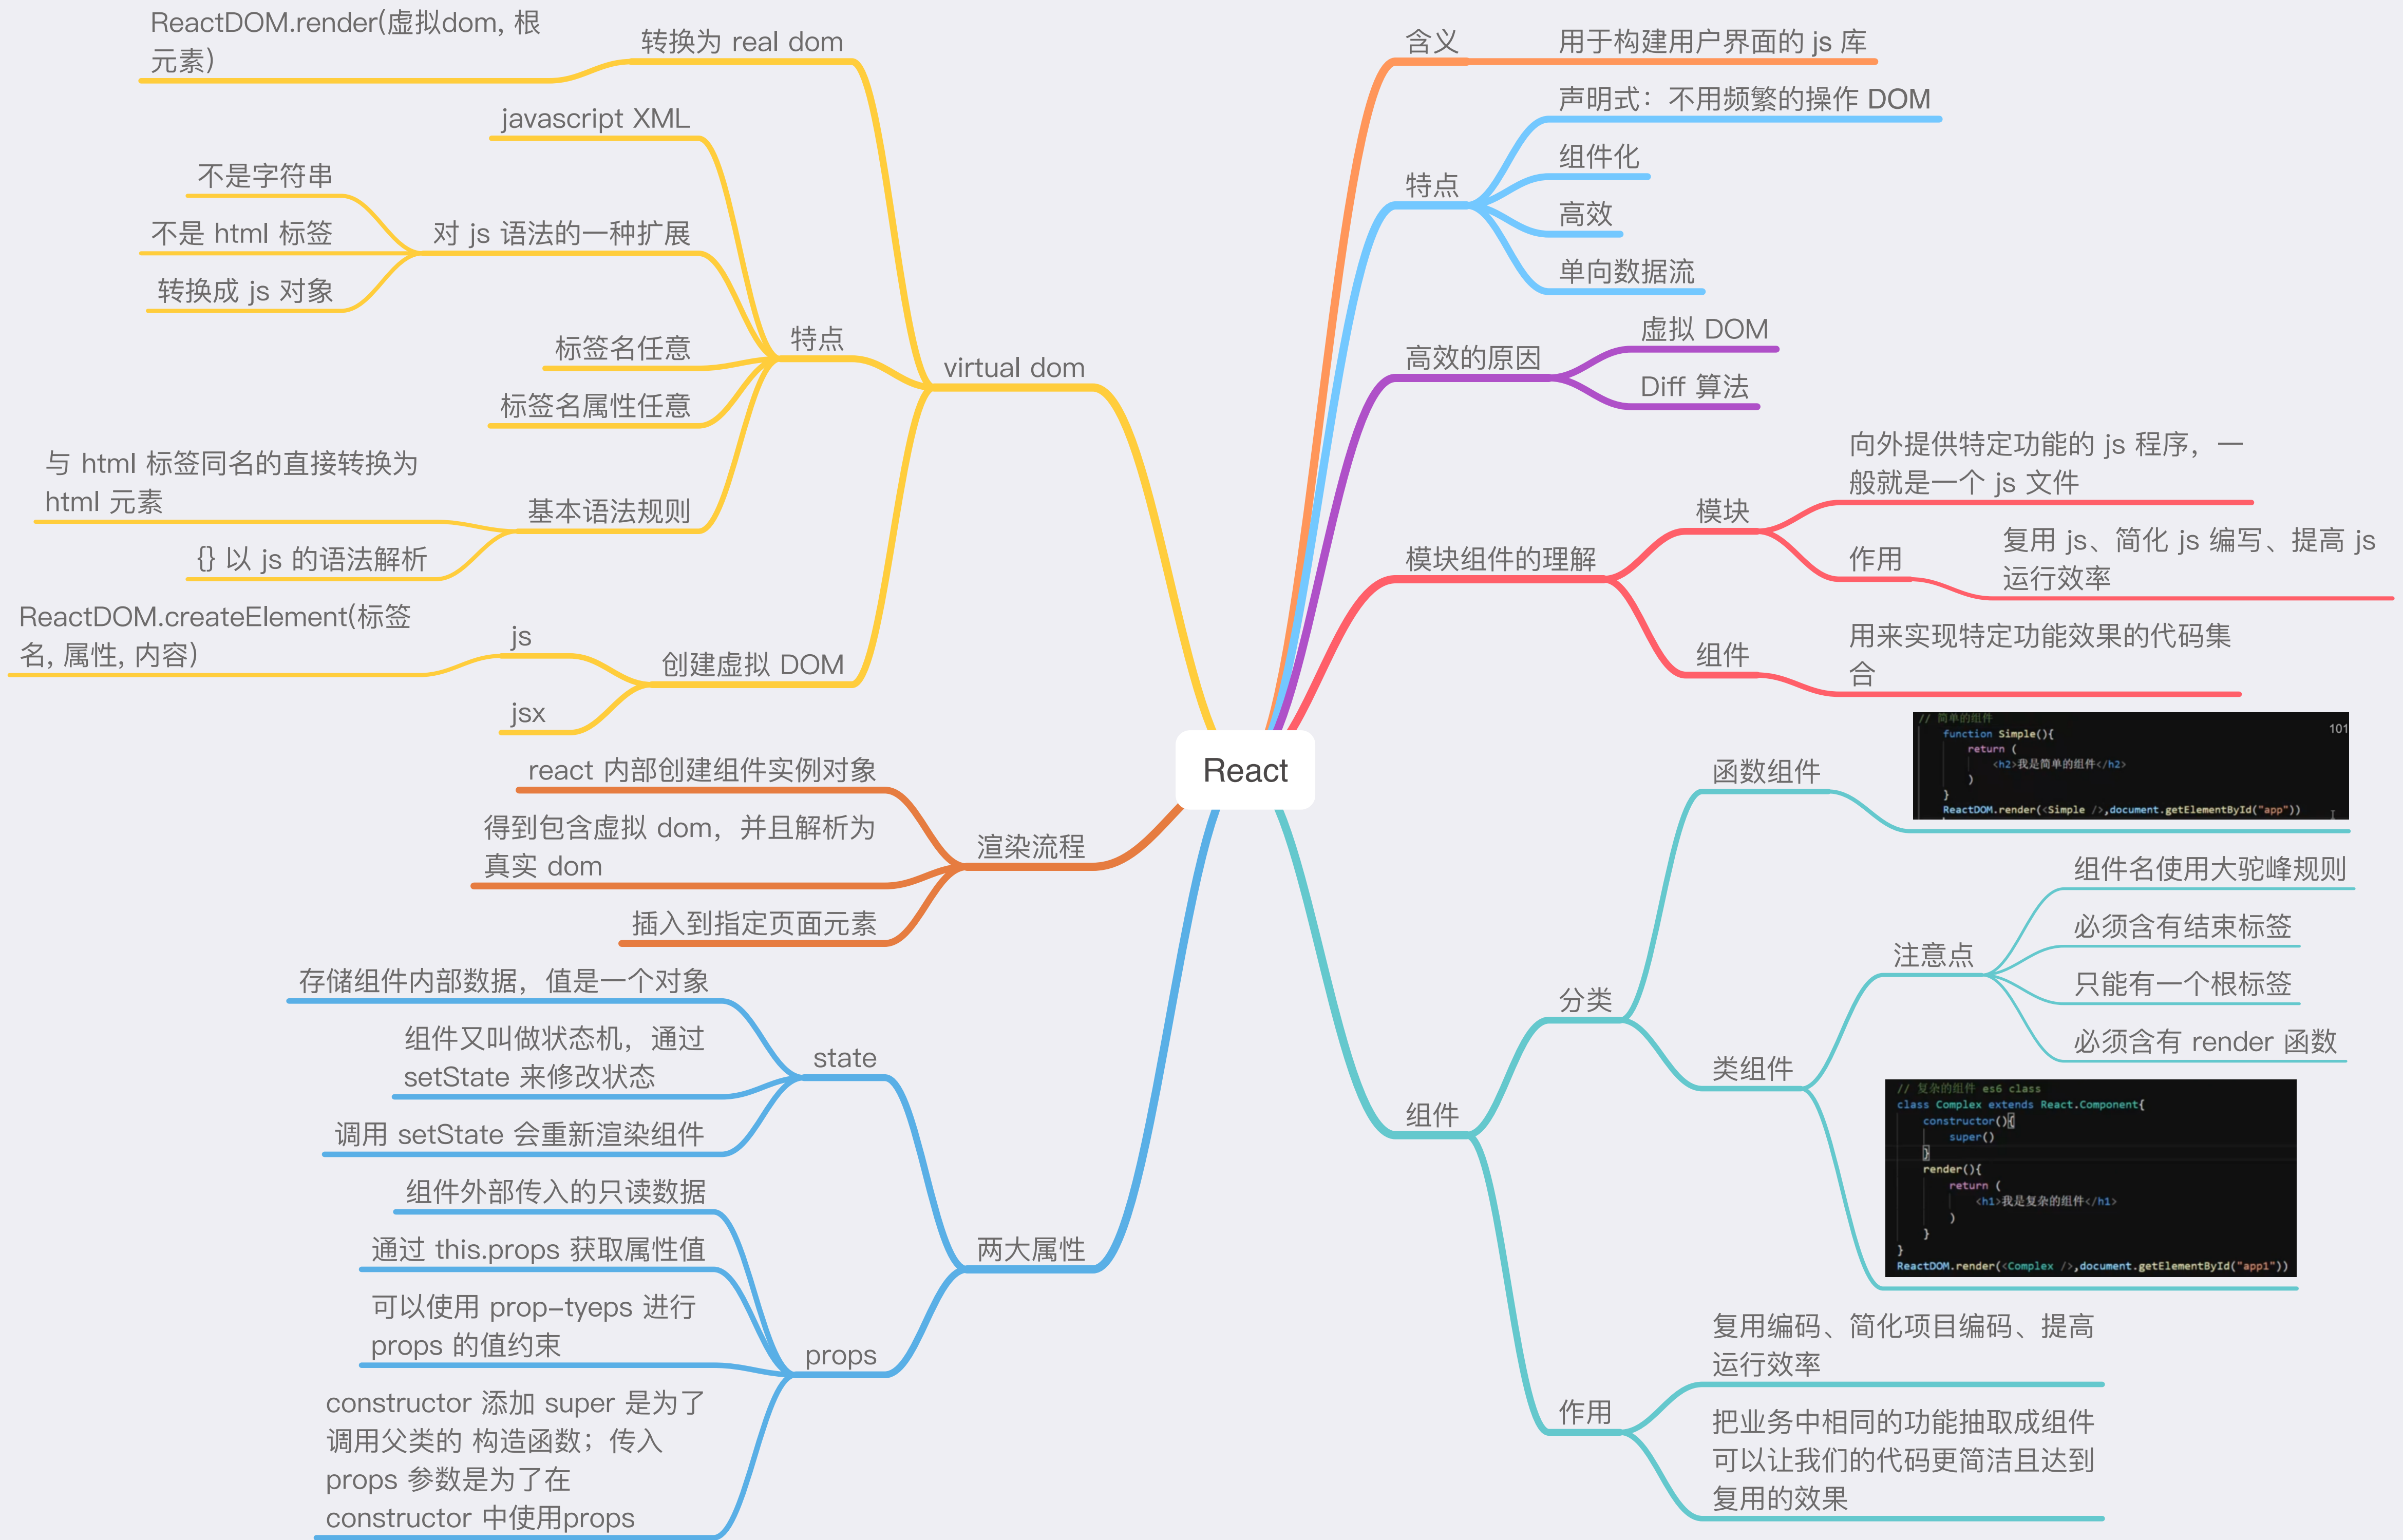 React
含义
用于构建用户界面的 js 库
特点
声明式：不用频繁的操作 DOM
组件化
高效
单向数据流
高效的原因
虚拟 DOM
Diff 算法
模块组件的理解
模块
向外提供特定功能的 js 程序，一
般就是一个 js 文件
作用
复用 js、简化 js 编写、提高 js
运行效率
组件
用来实现特定功能效果的代码集
合
组件
分类
函数组件
// 简单的组件
101
function Simple(){
return (
<h2>我是简单的组件</h2>
)
}
ReactDOM.render(<Simple />,document.getElementById("app"))
类组件
注意点
组件名使用大驼峰规则
必须含有结束标签
只能有一个根标签
必须含有 render 函数
// 复杂的组件 es6 class
class Complex extends React.Component{
constructor(){
super()
}
render(){
return (
<h1>我是复杂的组件</h1>
)
}
}
ReactDOM.render(<Complex />,document.getElementById("app1"))
作用
复用编码、简化项目编码、提高
运行效率
把业务中相同的功能抽取成组件
可以让我们的代码更简洁且达到
复用的效果
virtual dom
转换为 real dom
ReactDOM.render(虚拟dom, 根
元素)
特点
javascript XML
对 js 语法的一种扩展
不是字符串
不是 html 标签
转换成 js 对象
标签名任意
标签名属性任意
基本语法规则
与 html 标签同名的直接转换为
html 元素
{} 以 js 的语法解析
创建虚拟 DOM
js
ReactDOM.createElement(标签
名, 属性, 内容)
jsx
渲染流程
react 内部创建组件实例对象
得到包含虚拟 dom，并且解析为
真实 dom
插入到指定页面元素
两大属性
state
存储组件内部数据，值是一个对象
组件又叫做状态机，通过
setState 来修改状态
调用 setState 会重新渲染组件
props
组件外部传入的只读数据
通过 this.props 获取属性值
可以使用 prop-tyeps 进行
props 的值约束
constructor 添加 super 是为了
调用父类的 构造函数；传入
props 参数是为了在
constructor 中使用props